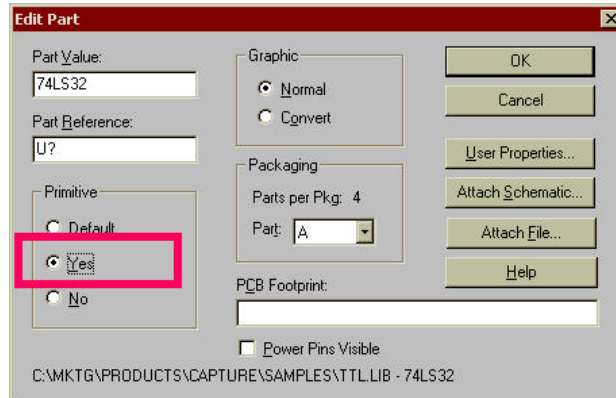 Edit Part
Part Value:
74LS32
Part Reference:
U?
Primitive
Default
Yes
No
Graphic
Normal
Convert
Packaging
Parts per Pkg: 4
Part: A
PCB Footprint:
Power Pins Visible
OK
Cancel
User Properties...
Attach Schematic...
Attach File...
Help
C:\MKTG\PRODUCTS\CAPTURE\SAMPLES\TTL.LIB - 74LS32